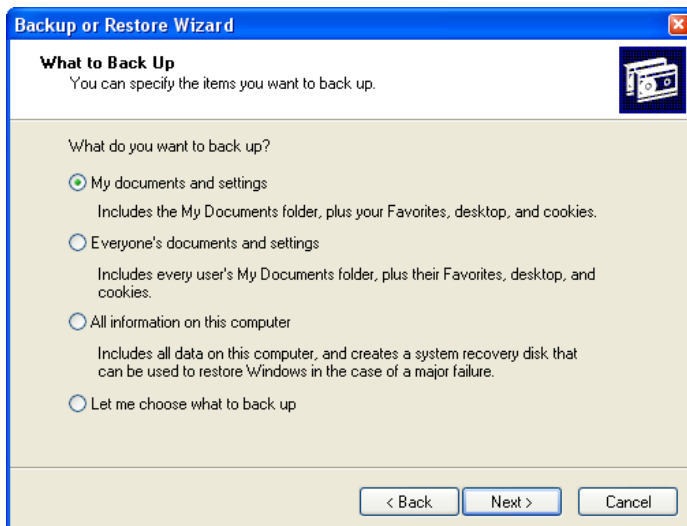 Backup or Restore Wizard
What to Back Up
You can specify the items you want to back up.
What do you want to back up?
My documents and settings
Includes the My Documents folder, plus your Favorites, desktop, and cookies.
Everyone's documents and settings
Includes every user's My Documents folder, plus their Favorites, desktop, and
cookies.
All information on this computer
Includes all data on this computer, and creates a system recovery disk that
can be used to restore Windows in the case of a major failure.
Let me choose what to back up
< Back Next > Cancel